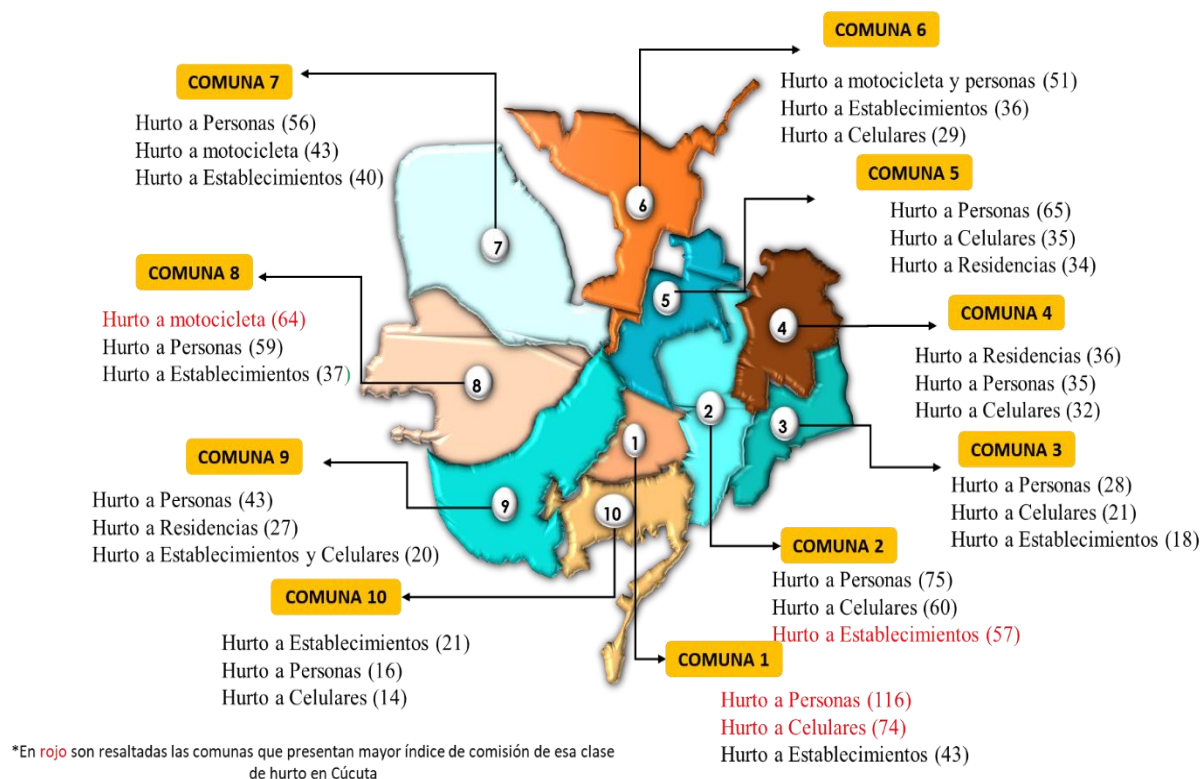 COMUNA 6
Hurto a motocicleta y personas (51)
Hurto a Establecimientos (36)
Hurto a Celulares (29)
COMUNA 7
Hurto a Personas (56)
Hurto a motocicleta (43)
Hurto a Establecimientos (40)
COMUNA 5
Hurto a Personas (65)
Hurto a Celulares (35)
Hurto a Residencias (34)
COMUNA 8
Hurto a motocicleta (64)
Hurto a Personas (59)
Hurto a Establecimientos (37)
COMUNA 4
Hurto a Residencias (36)
Hurto a Personas (35)
Hurto a Celulares (32)
COMUNA 9
Hurto a Personas (43)
Hurto a Residencias (27)
Hurto a Establecimientos y Celulares (20)
COMUNA 3
Hurto a Personas (28)
Hurto a Celulares (21)
Hurto a Establecimientos (18)
COMUNA 2
Hurto a Personas (75)
Hurto a Celulares (60)
Hurto a Establecimientos (57)
COMUNA 10
Hurto a Establecimientos (21)
Hurto a Personas (16)
Hurto a Celulares (14)
COMUNA 1
Hurto a Personas (116)
Hurto a Celulares (74)
Hurto a Establecimientos (43)
6
7
5
4
8
2
3
1
9
10
*En rojo son resaltadas las comunas que presentan mayor índice de comisión de esa clase
de hurto en Cúcuta